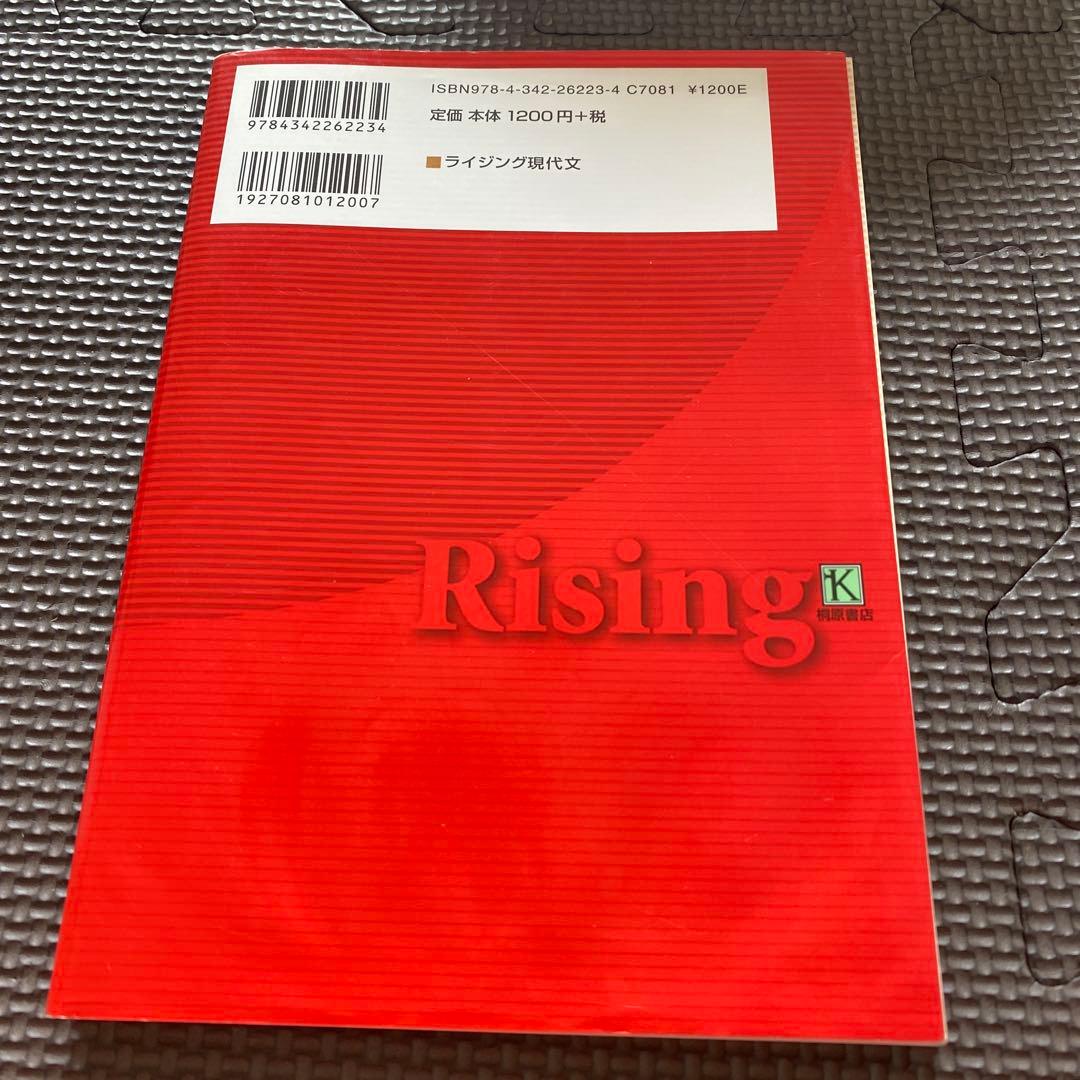 ISBN978-4-342-26223-4 C7081 ¥1200E
9784342262234
定価 本体 1200円+税
■ライジング現代文
1927081012007
Rising
K
桐原書店